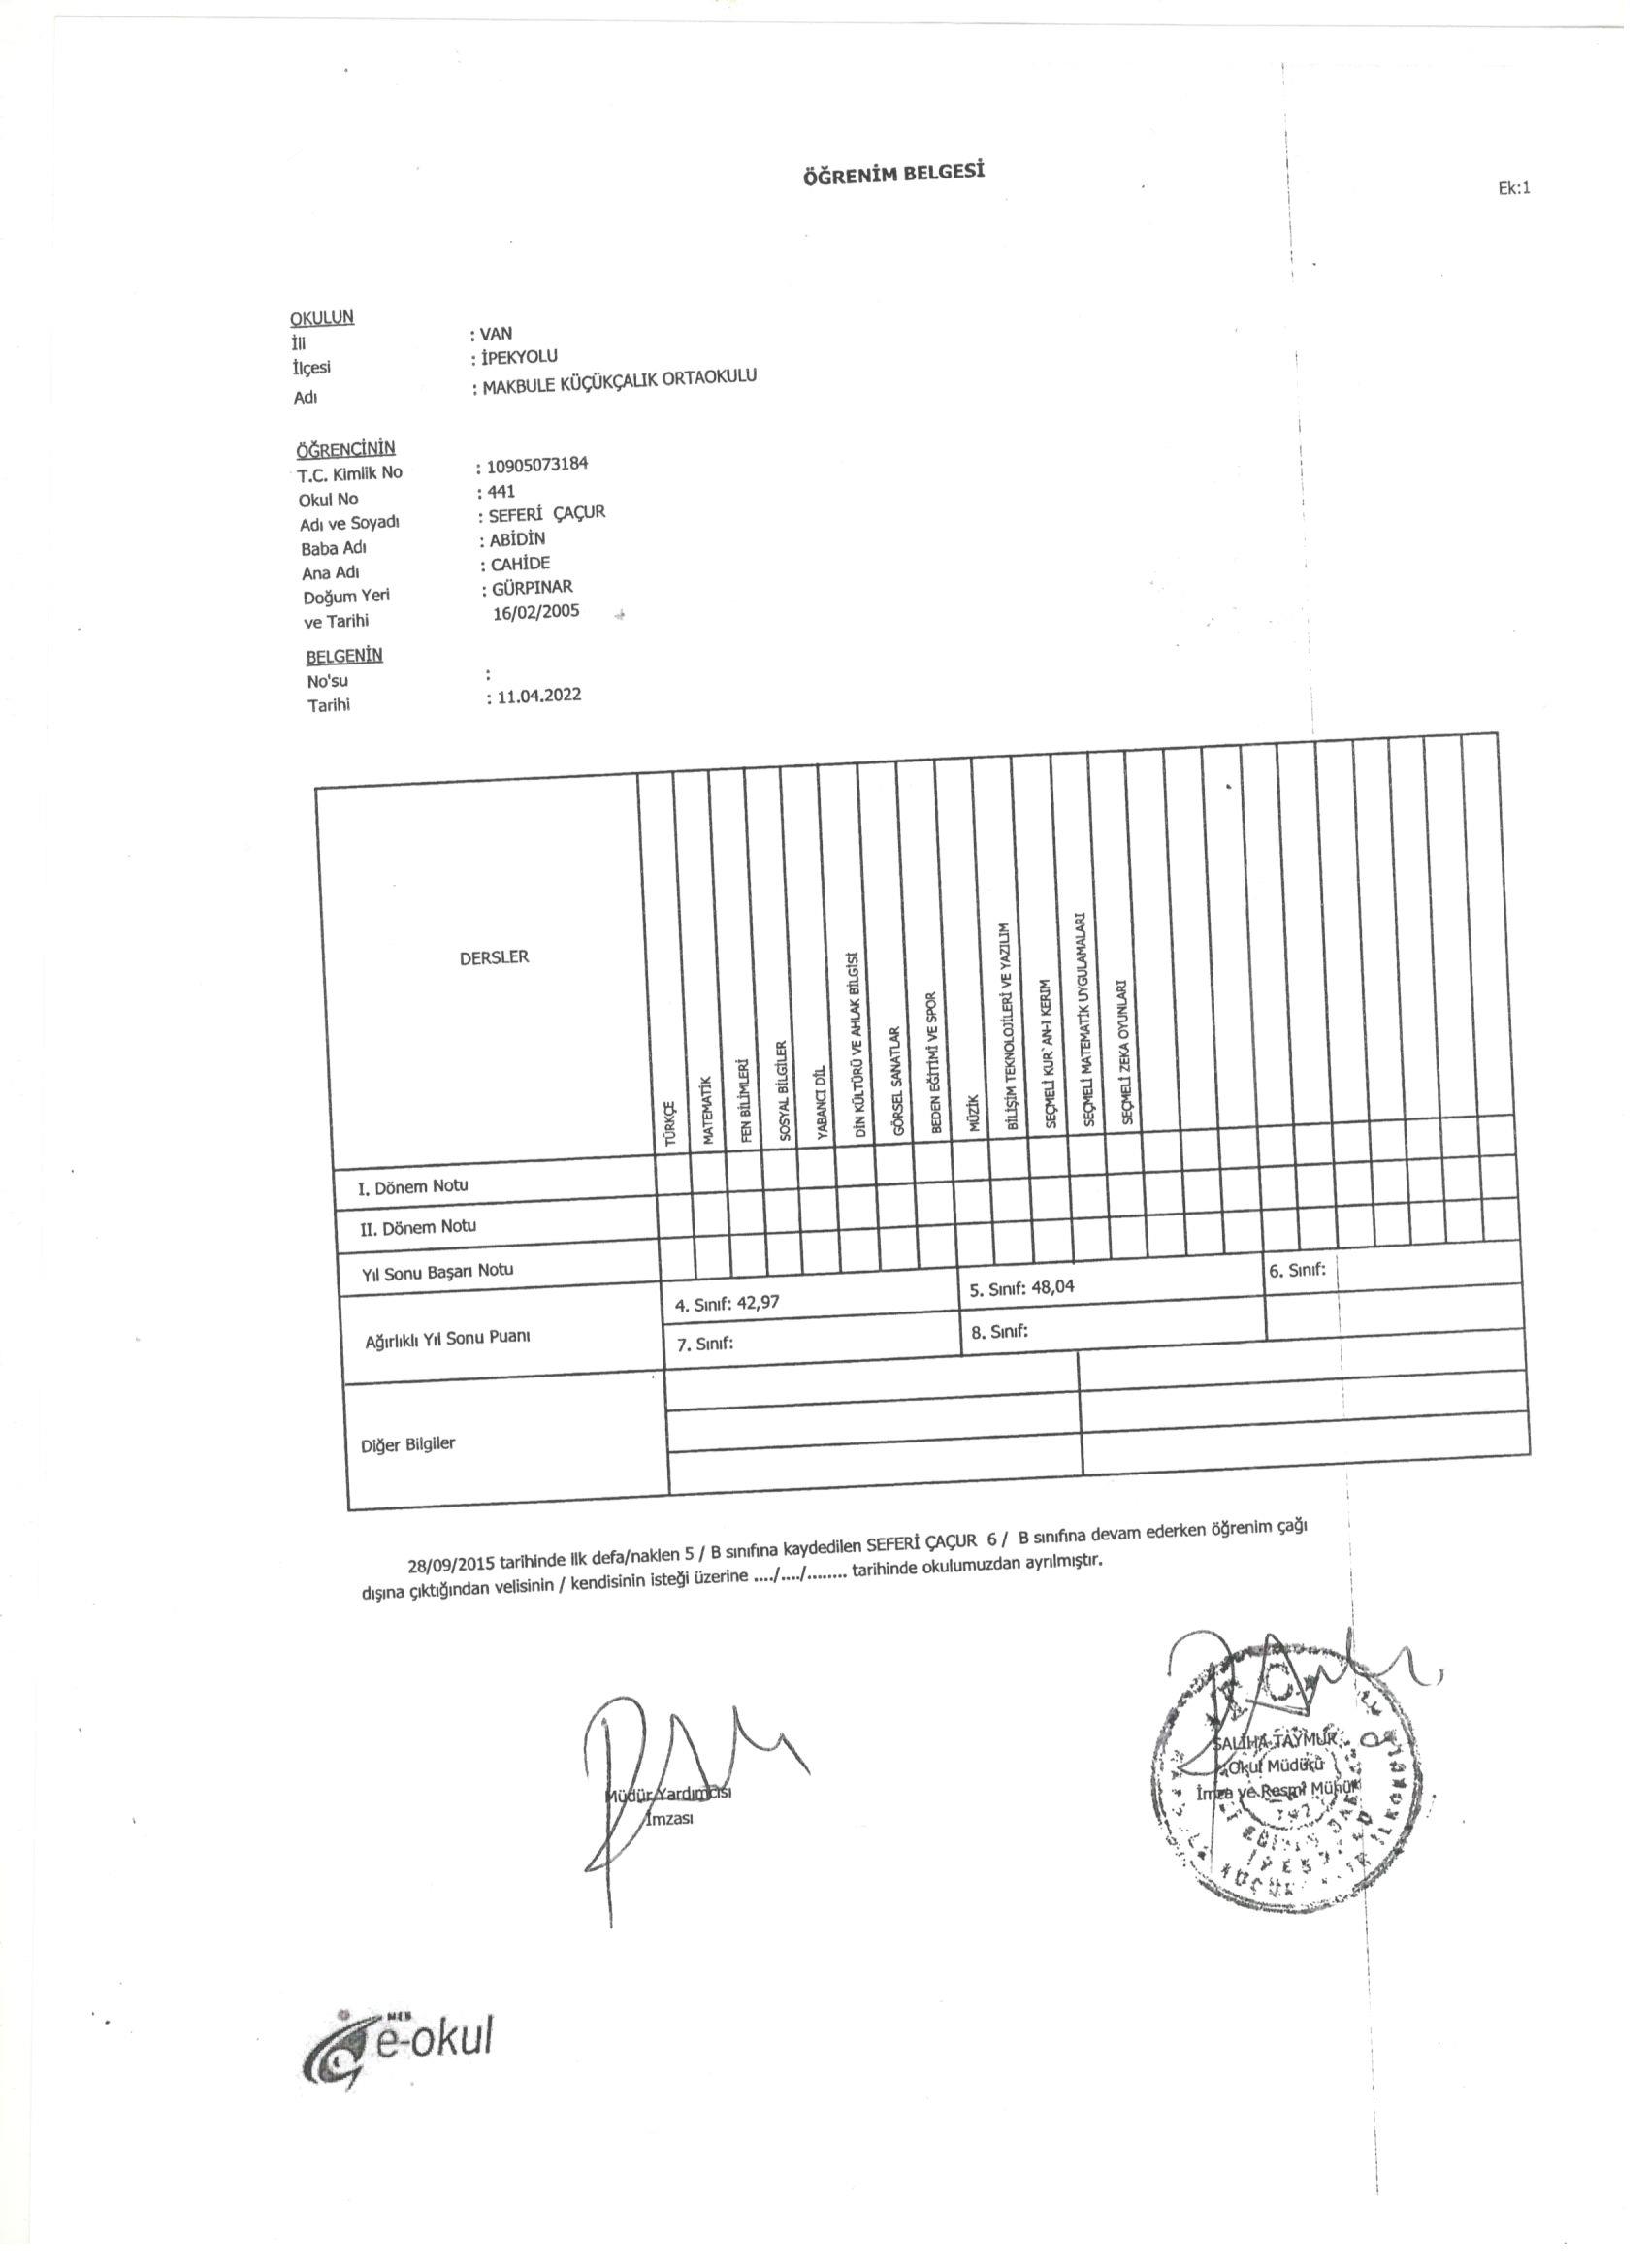 ÖĞRENİM BELGESİ
Ek:1
OKULUN
İli : VAN
İlçesi : İPEKYOLU
Adı : MAKBULE KÜÇÜKÇALIK ORTAOKULU
ÖĞRENCİNİN
T.C. Kimlik No : 10905073184
Okul No : 441
Adı ve Soyadı : SEFERİ ÇAÇUR
Baba Adı : ABİDİN
Ana Adı : CAHİDE
Doğum Yeri : GÜRPINAR
ve Tarihi 16/02/2005
BELGENİN
No'su :
Tarihi : 11.04.2022
DERSLER
TÜRKÇE
MATEMATİK
FEN BİLİMLERİ
SOSYAL BİLGİLER
YABANCI DİL
DİN KÜLTÜRÜ VE AHLAK BİLGİSİ
GÖRSEL SANATLAR
BEDEN EĞİTİMİ VE SPOR
MÜZİK
BİLİŞİM TEKNOLOJİLERİ VE YAZILIM
SEÇMELİ KUR`AN-I KERIM
SEÇMELİ MATEMATİK UYGULAMALARI
SEÇMELİ ZEKA OYUNLARI
I. Dönem Notu
II. Dönem Notu
Yıl Sonu Başarı Notu
Ağırlıklı Yıl Sonu Puanı
4. Sınıf: 42,97
5. Sınıf: 48,04
6. Sınıf:
7. Sınıf:
8. Sınıf:
Diğer Bilgiler
28/09/2015 tarihinde ilk defa/naklen 5 / B sınıfına kaydedilen SEFERİ ÇAÇUR 6 / B sınıfına devam ederken öğrenim çağı
dışına çıktığından velisinin / kendisinin isteği üzerine ..../..../........ tarihinde okulumuzdan ayrılmıştır.
Müdür Yardımcısı
İmzası
SALİHA TAYMUR
Okul Müdürü
İmza ve Resmi Mühür
MEB
e-okul